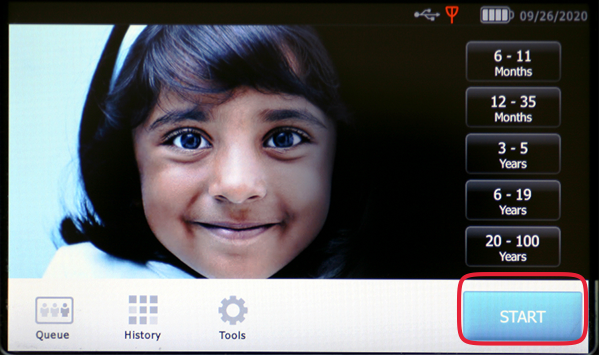 09/26/2020
6 - 11
Months
12 - 35
Months
3 - 5
Years
6 - 19
Years
20 - 100
Years
Queue
History
Tools
START